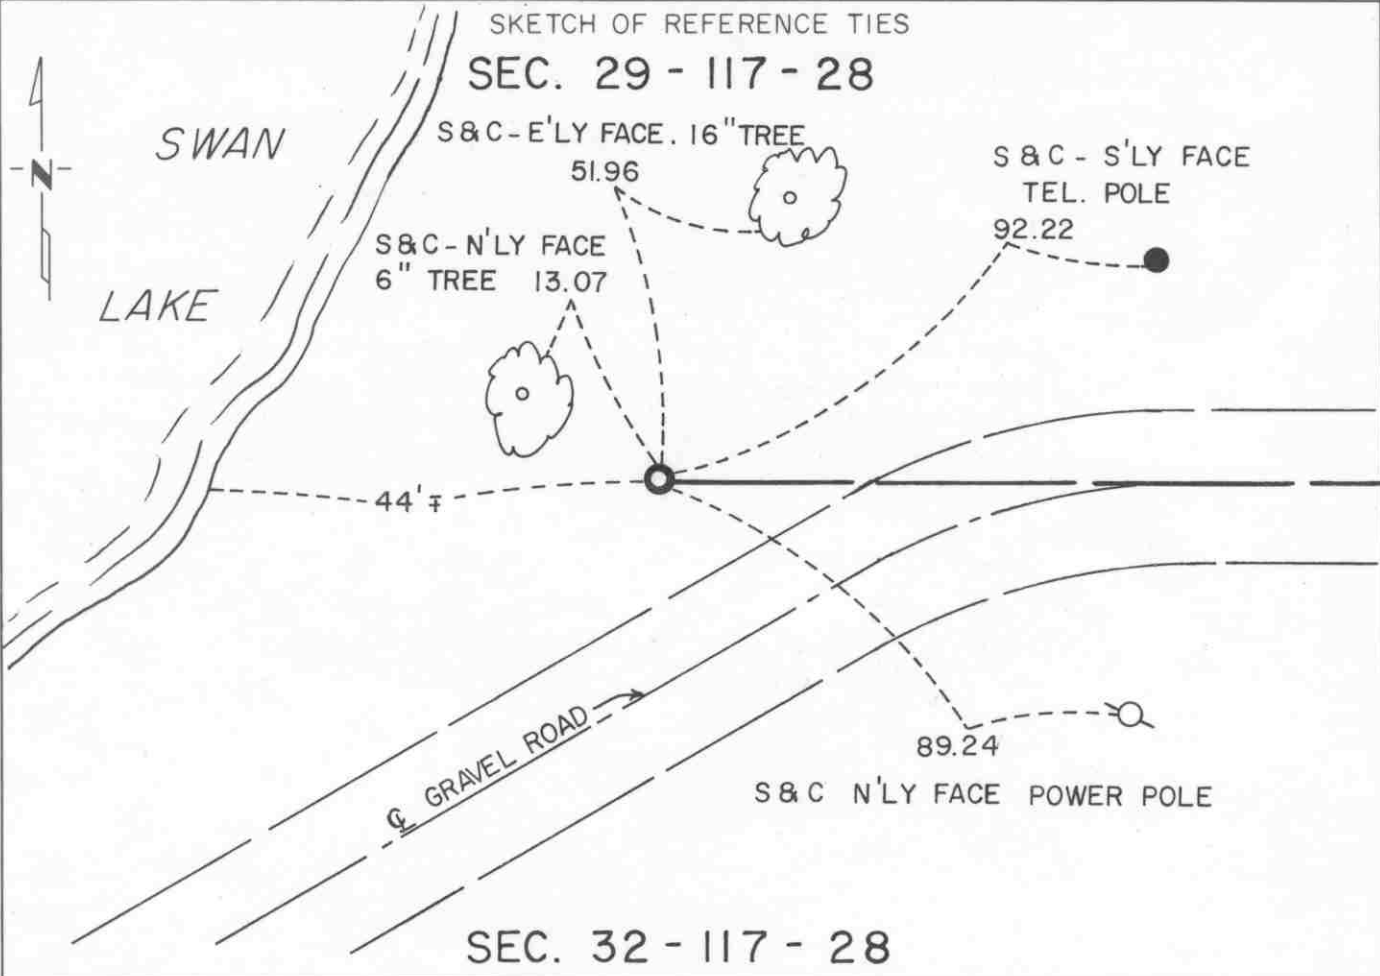 SKETCH OF REFERENCE TIES
SEC. 29 - 117 - 28
S&C - E'LY FACE. 16" TREE
51.96
SWAN
LAKE
N
S&C - S'LY FACE
TEL. POLE
92.22
S&C - N'LY FACE
6" TREE 13.07
44' ∓
℄ GRAVEL ROAD
89.24
S&C N'LY FACE POWER POLE
SEC. 32 - 117 - 28